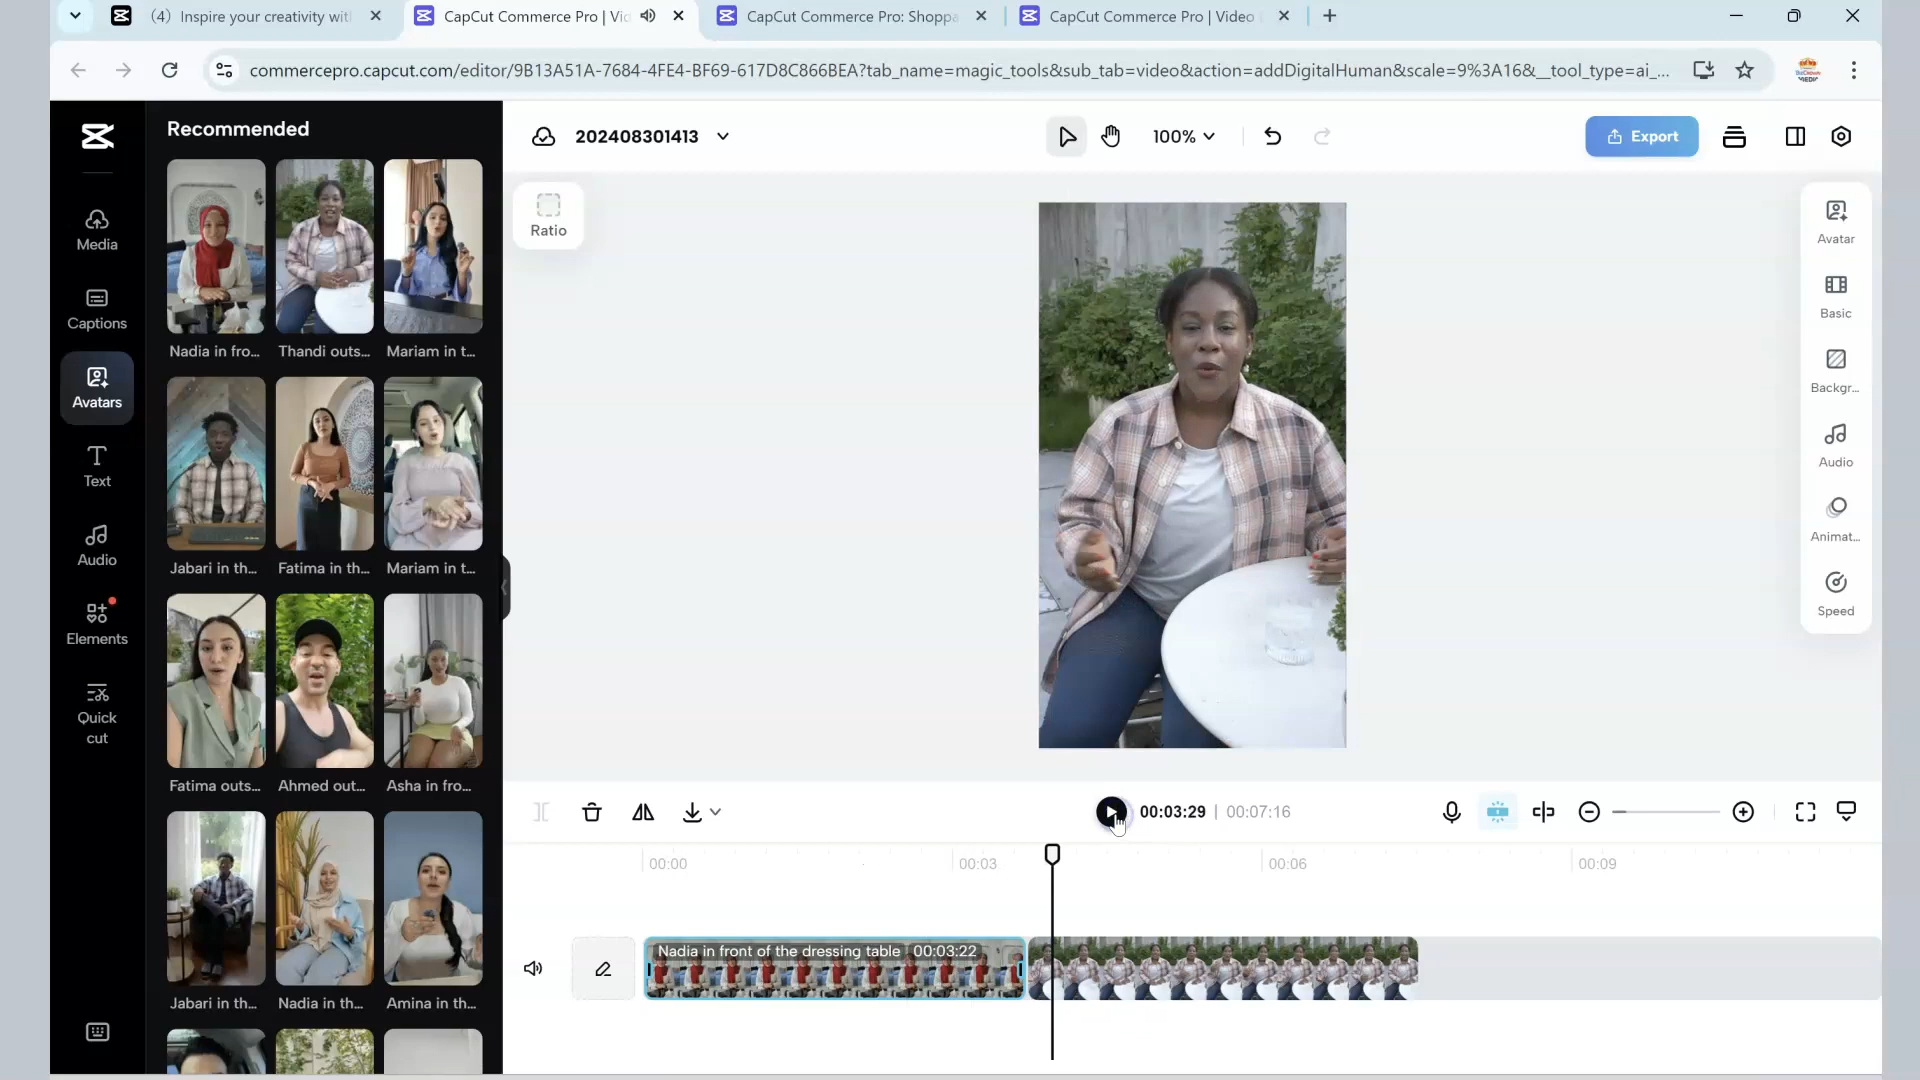 (4) Inspire your creativity wit
CapCut Commerce Pro | Vi
CapCut Commerce Pro: Shoppa
CapCut Commerce Pro | Video
commercepro.capcut.com/editor/9B13A51A-7684-4FE4-BF69-617D8C866BEA?tab_name=magic_tools&sub_tab=video&action=addDigitalHuman&scale=9%3A16&__tool_type=ai_...
Media
Captions
Avatars
Text
Audio
Elements
Quick
cut
Recommended
Nadia in fro...
Thandi outs...
Mariam in t...
Jabari in th...
Fatima in th...
Mariam in t...
Fatima outs...
Ahmed out...
Asha in fro...
Jabari in th...
Nadia in th...
Amina in th...
202408301413
100%
Export
Ratio
Avatar
Basic
Backgr...
Audio
Animat...
Speed
00:03:29 | 00:07:16
00:00
00:03
00:06
00:09
Nadia in front of the dressing table 00:03:22